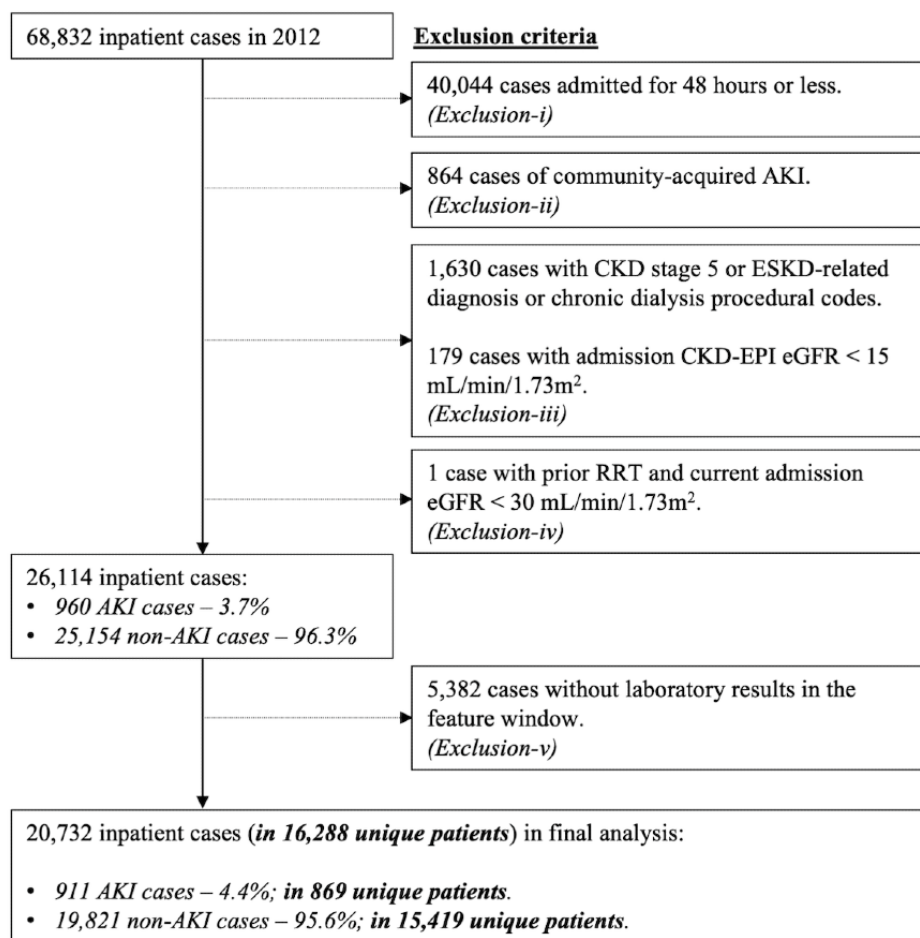 68,832 inpatient cases in 2012
Exclusion criteria
40,044 cases admitted for 48 hours or less.
(Exclusion-i)
864 cases of community-acquired AKI.
(Exclusion-ii)
1,630 cases with CKD stage 5 or ESKD-related
diagnosis or chronic dialysis procedural codes.
179 cases with admission CKD-EPI eGFR < 15
mL/min/1.73m².
(Exclusion-iii)
1 case with prior RRT and current admission
eGFR < 30 mL/min/1.73m².
(Exclusion-iv)
26,114 inpatient cases:
• 960 AKI cases – 3.7%
• 25,154 non-AKI cases – 96.3%
5,382 cases without laboratory results in the
feature window.
(Exclusion-v)
20,732 inpatient cases (in 16,288 unique patients) in final analysis:
• 911 AKI cases – 4.4%; in 869 unique patients.
• 19,821 non-AKI cases – 95.6%; in 15,419 unique patients.